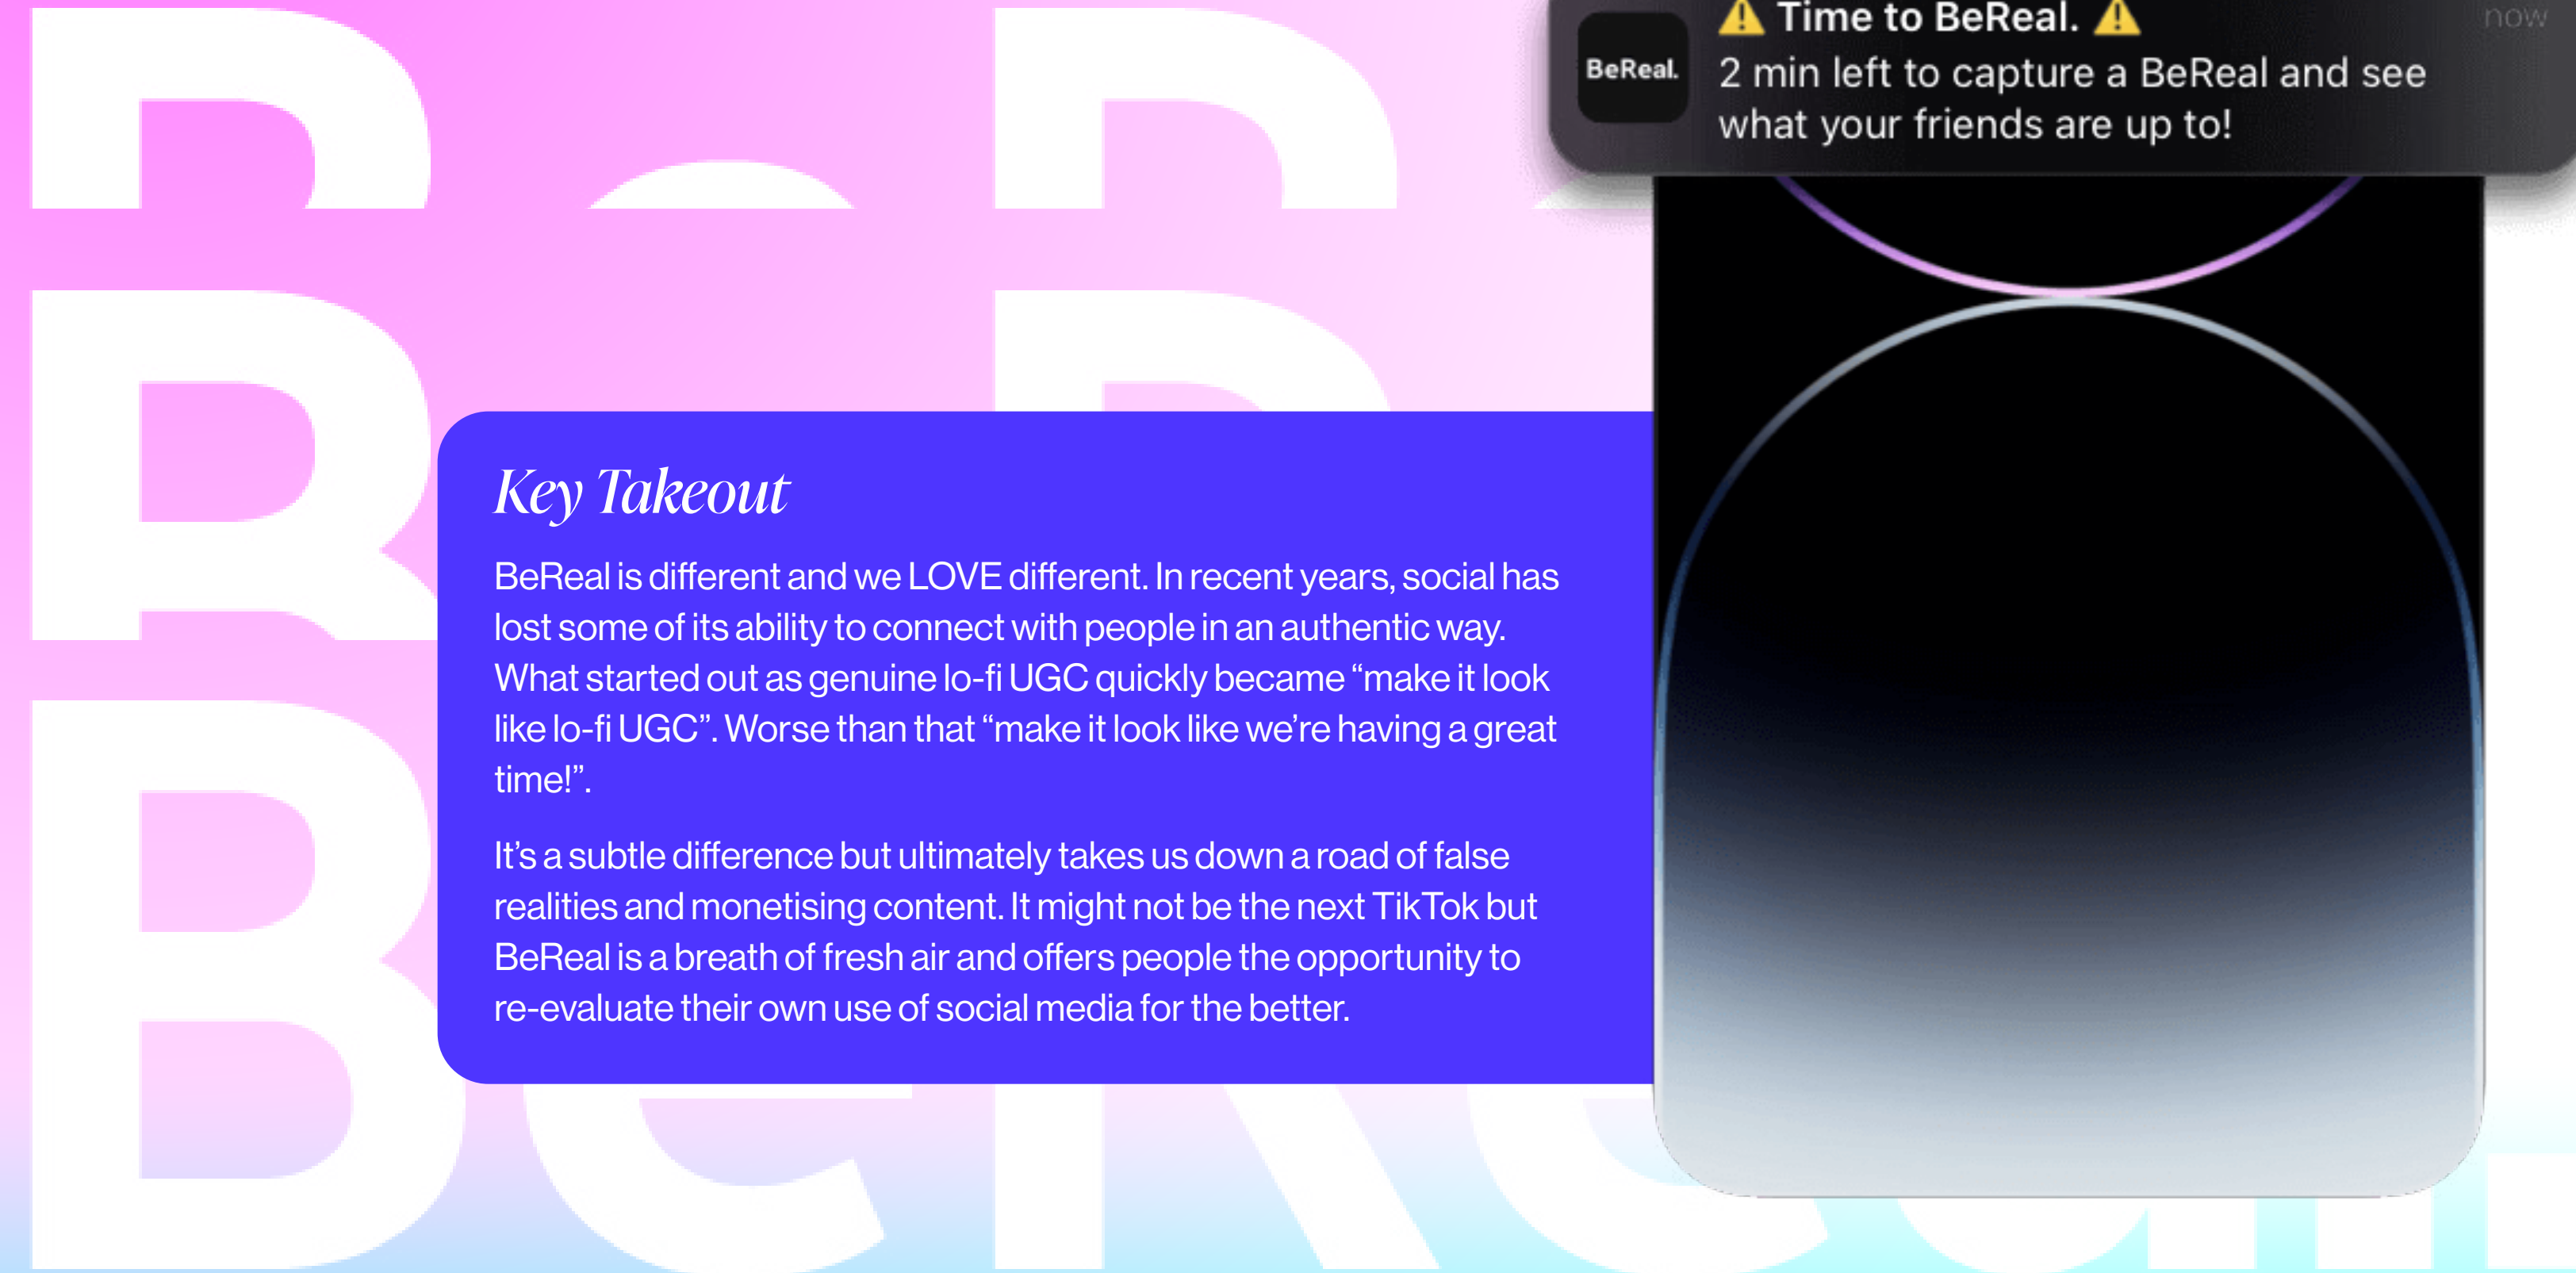 ⚠️ Time to BeReal. ⚠️
now
BeReal.
2 min left to capture a BeReal and see
what your friends are up to!
Key Takeout
BeReal is different and we LOVE different. In recent years, social has
lost some of its ability to connect with people in an authentic way.
What started out as genuine lo-fi UGC quickly became “make it look
like lo-fi UGC”. Worse than that “make it look like we’re having a great
time!”.
It’s a subtle difference but ultimately takes us down a road of false
realities and monetising content. It might not be the next TikTok but
BeReal is a breath of fresh air and offers people the opportunity to
re-evaluate their own use of social media for the better.
BeReal.